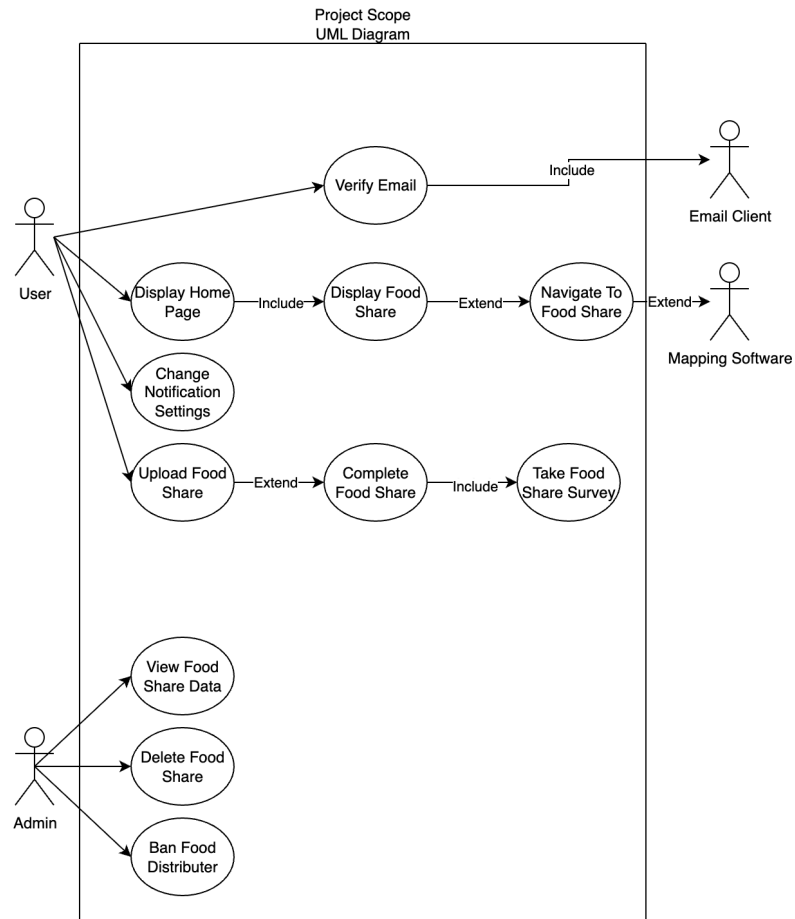 Project Scope
UML Diagram
Include
Verify Email
Email Client
User
Display Home
Page
Include
Display Food
Share
Extend
Navigate To
Food Share
Extend
Mapping Software
Change
Notification
Settings
Upload Food
Share
Extend
Complete
Food Share
Include
Take Food
Share Survey
View Food
Share Data
Delete Food
Share
Admin
Ban Food
Distributer